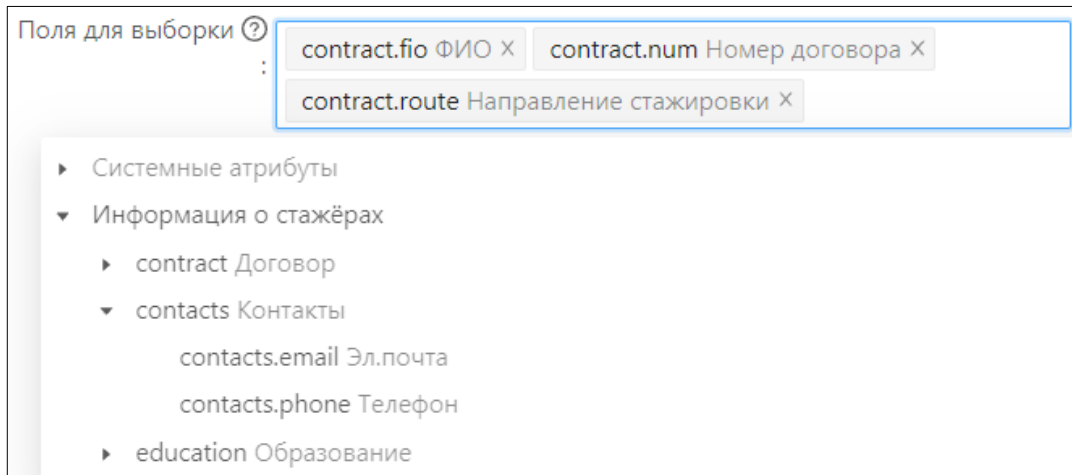 Поля для выборки ? :
contract.fio ФИО × contract.num Номер договора ×
contract.route Направление стажировки ×
Системные атрибуты
Информация о стажёрах
contract Договор
contacts Контакты
contacts.email Эл.почта
contacts.phone Телефон
education Образование